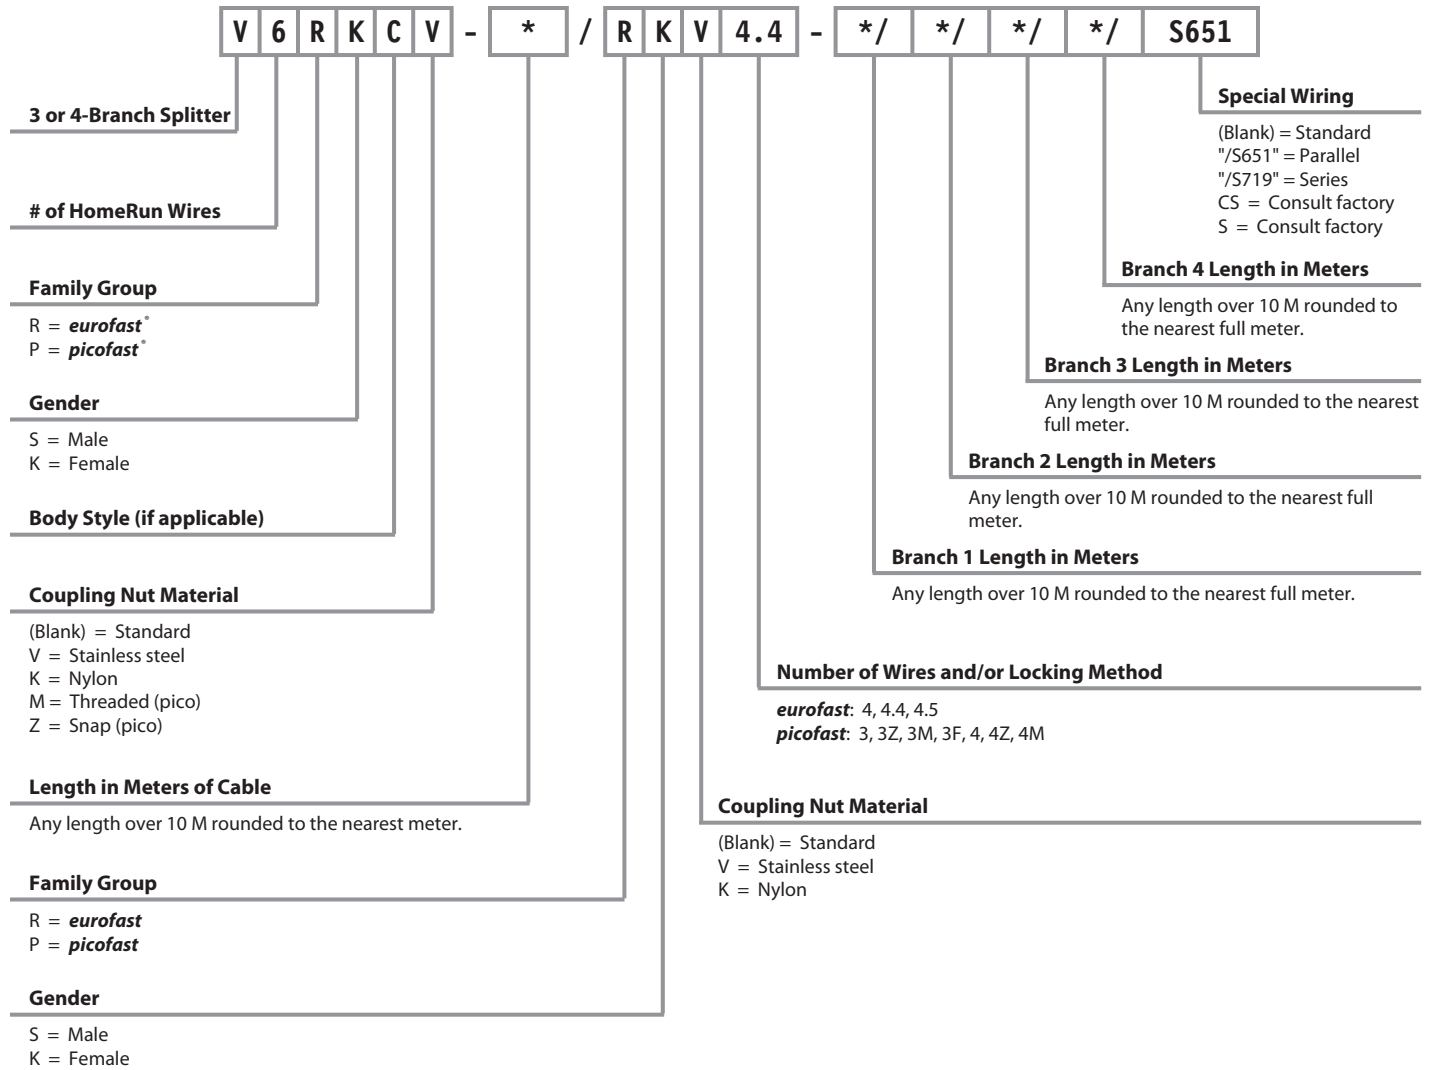 V 6 R K C V - * / R K V 4.4 - */ */ */ */ S651
3 or 4-Branch Splitter
# of HomeRun Wires
Family Group
R = eurofast®
P = picofast®
Gender
S = Male
K = Female
Body Style (if applicable)
Coupling Nut Material
(Blank) = Standard
V = Stainless steel
K = Nylon
M = Threaded (pico)
Z = Snap (pico)
Length in Meters of Cable
Any length over 10 M rounded to the nearest meter.
Family Group
R = eurofast
P = picofast
Gender
S = Male
K = Female
Special Wiring
(Blank) = Standard
"/S651" = Parallel
"/S719" = Series
CS = Consult factory
S = Consult factory
Branch 4 Length in Meters
Any length over 10 M rounded to
the nearest full meter.
Branch 3 Length in Meters
Any length over 10 M rounded to the nearest
full meter.
Branch 2 Length in Meters
Any length over 10 M rounded to the nearest full
meter.
Branch 1 Length in Meters
Any length over 10 M rounded to the nearest full meter.
Number of Wires and/or Locking Method
eurofast: 4, 4.4, 4.5
picofast: 3, 3Z, 3M, 3F, 4, 4Z, 4M
Coupling Nut Material
(Blank) = Standard
V = Stainless steel
K = Nylon